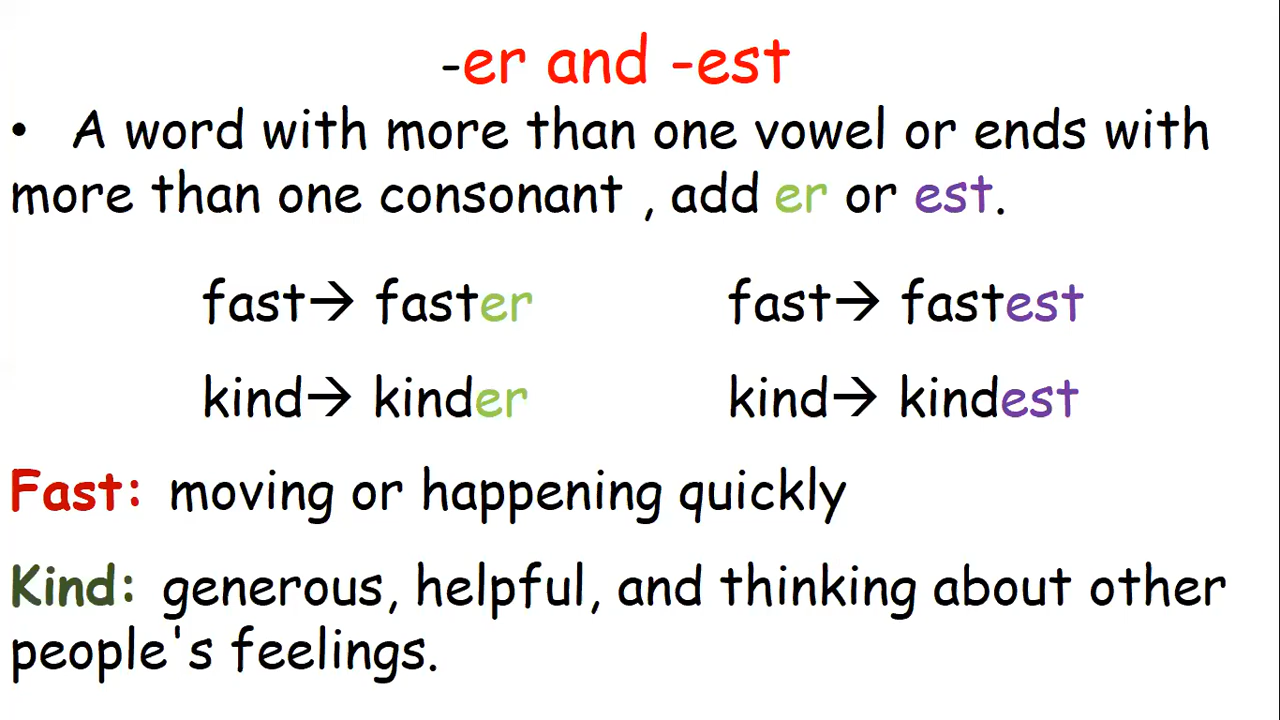 -er and -est
• A word with more than one vowel or ends with
more than one consonant , add er or est.
fast→ faster fast→ fastest
kind→ kinder kind→ kindest
Fast: moving or happening quickly
Kind: generous, helpful, and thinking about other
people's feelings.